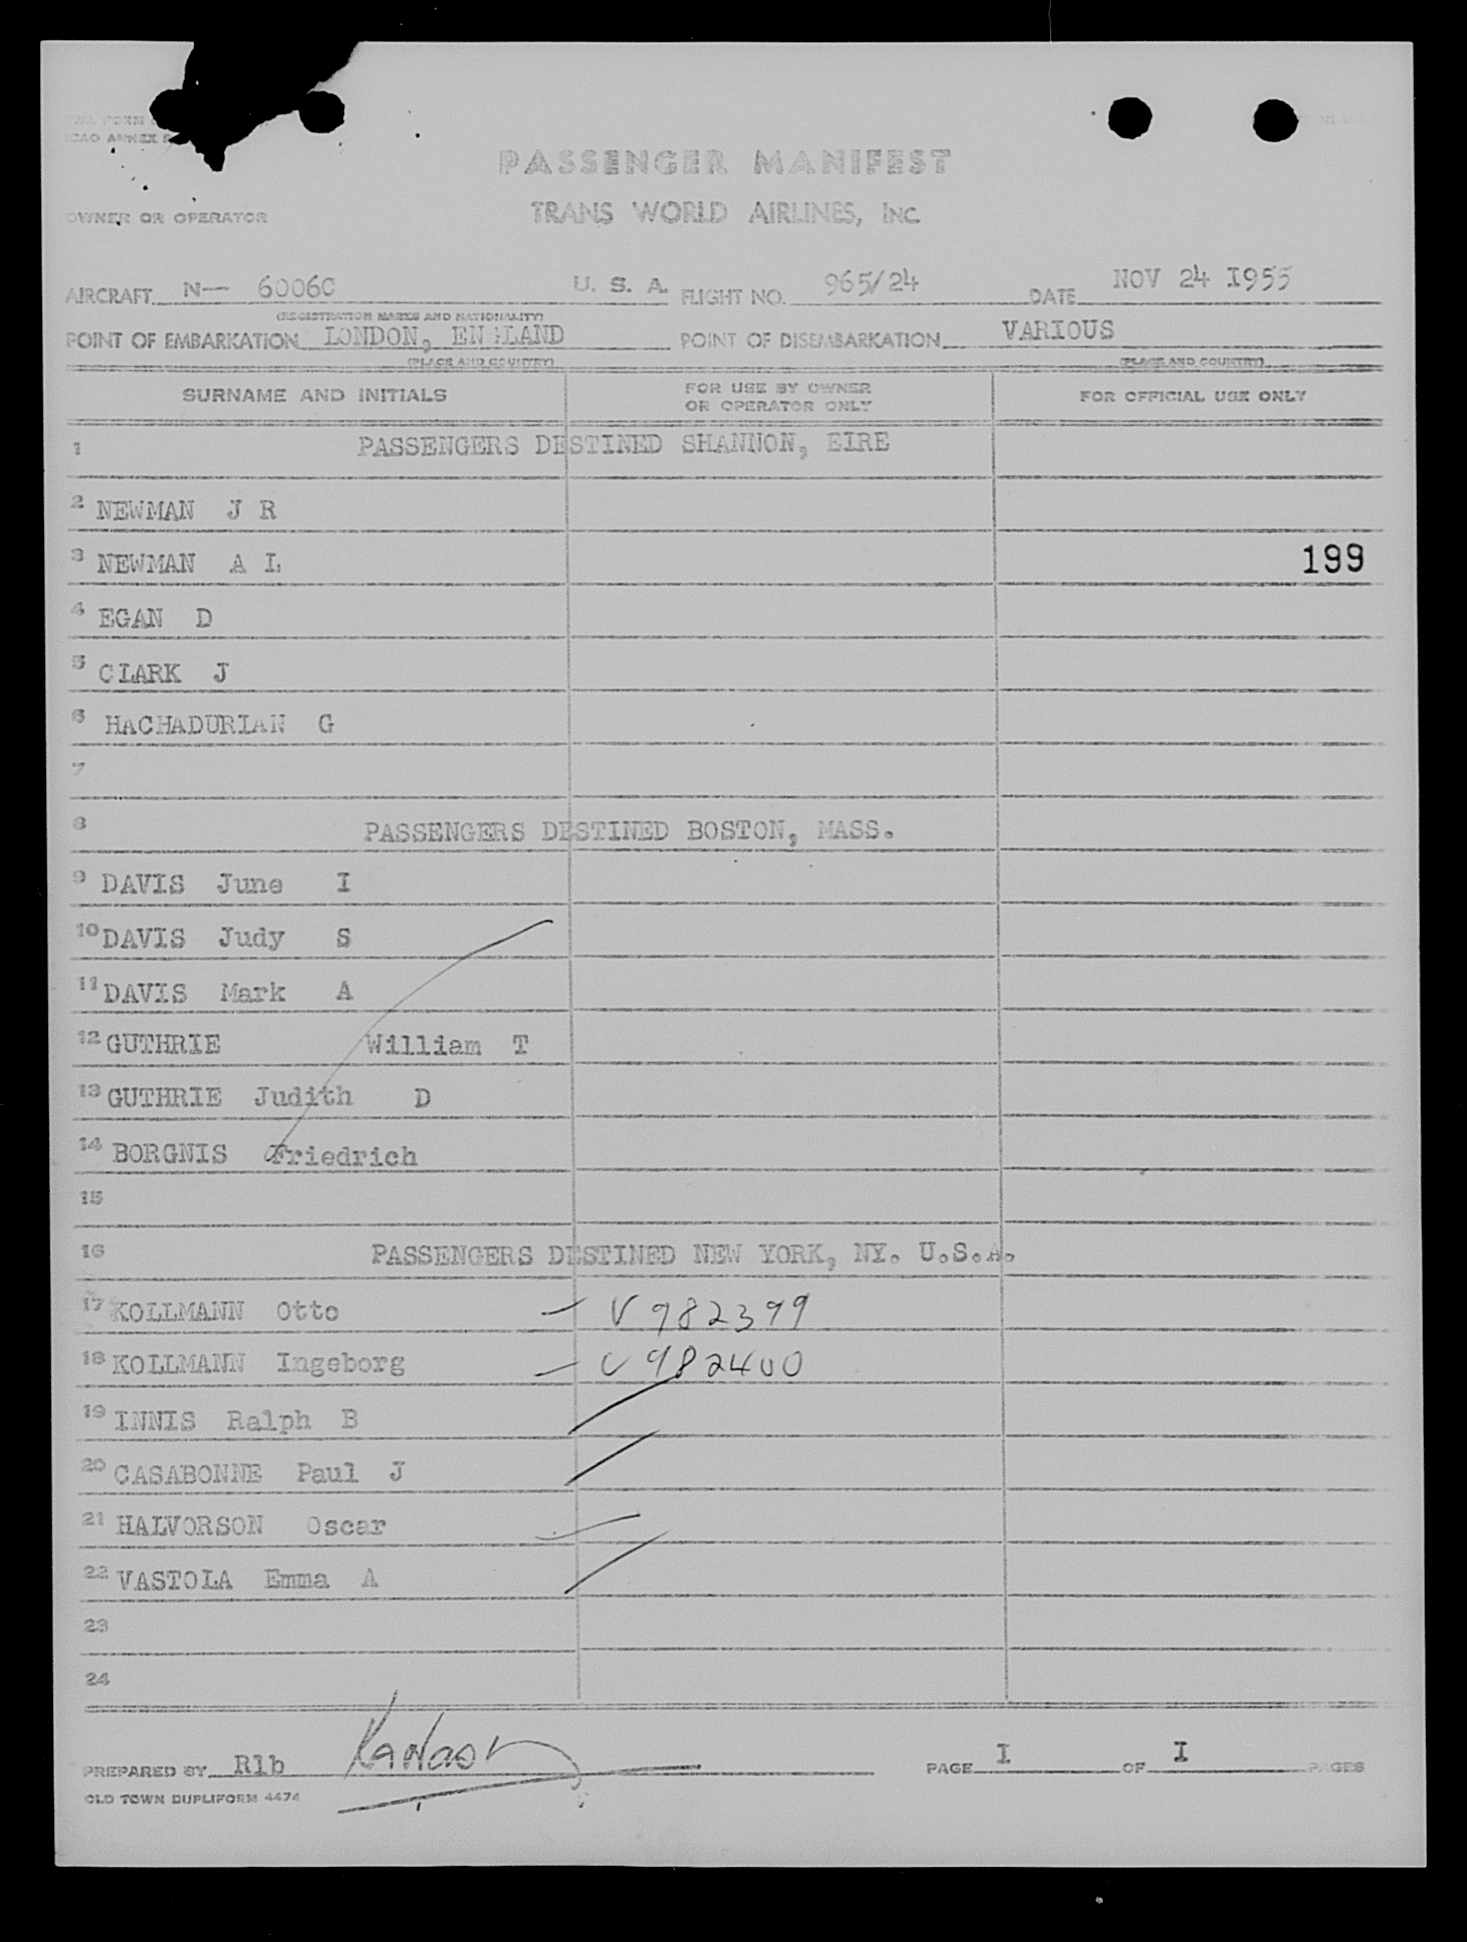 ICAO ANNEX
PASSENGER MANIFEST
OWNER OR OPERATOR TRANS WORLD AIRLINES, INC.
AIRCRAFT N-- 6006C U. S. A. FLIGHT NO. 965/24 DATE NOV 24 I955
(REGISTRATION MARKS AND NATIONALITY)
POINT OF EMBARKATION LONDON, ENGLAND POINT OF DISEMBARKATION VARIOUS
(PLACE AND COUNTRY) (PLACE AND COUNTRY)
SURNAME AND INITIALS FOR USE BY OWNER OR OPERATOR ONLY FOR OFFICIAL USE ONLY
1 PASSENGERS DESTINED SHANNON, EIRE
2 NEWMAN J R
3 NEWMAN A L 199
4 EGAN D
5 CLARK J
6 HACHADURIAN G
7
8 PASSENGERS DESTINED BOSTON, MASS.
9 DAVIS June I
10 DAVIS Judy S
11 DAVIS Mark A
12 GUTHRIE William T
13 GUTHRIE Judith D
14 BORGNIS Friedrich
15
16 PASSENGERS DESTINED NEW YORK, NY. U.S.A.
17 KOLLMANN Otto – V 982399
18 KOLLMANN Ingeborg – V 982400
19 INNIS Ralph B
20 CASABONNE Paul J
21 HALVORSON Oscar
22 VASTOLA Emma A
23
24
PREPARED BY Rlb PAGE I OF I PAGES
OLD TOWN DUPLIFORM 4474